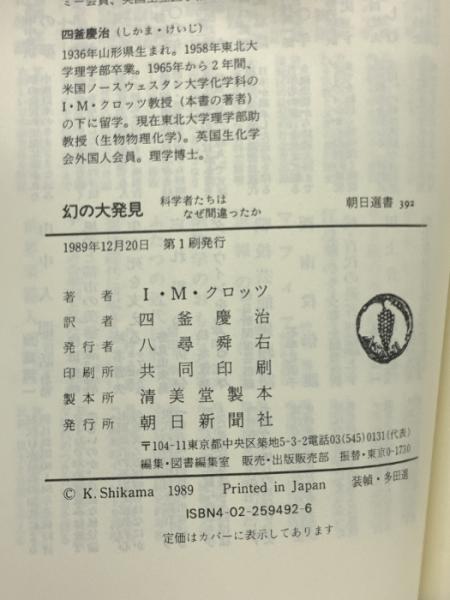 ミー会員、英国王立
四釜慶治（しかま・けいじ）
1936年山形県生まれ。1958年東北大
学理学部卒業。1965年から２年間、
米国ノースウェスタン大学化学科の
I・M・クロッツ教授（本書の著者）
の下に留学。現在東北大学理学部助
教授（生物物理化学）。英国生化学
会外国人会員。理学博士。
幻の大発見 科学者たちは なぜ間違ったか 朝日選書 392
1989年12月20日 第１刷発行
著者 I・M・クロッツ
訳者 四釜慶治
発行者 八尋舜右
印刷所 共同印刷
製本所 清美堂製本
発行所 朝日新聞社
〒104-11東京都中央区築地5-3-2電話03(545)0131(代表)
編集・図書編集室 販売・出版販売部 振替・東京0-1730
© K.Shikama 1989 Printed in Japan 装幀・多田進
ISBN4-02-259492-6
定価はカバーに表示してあります